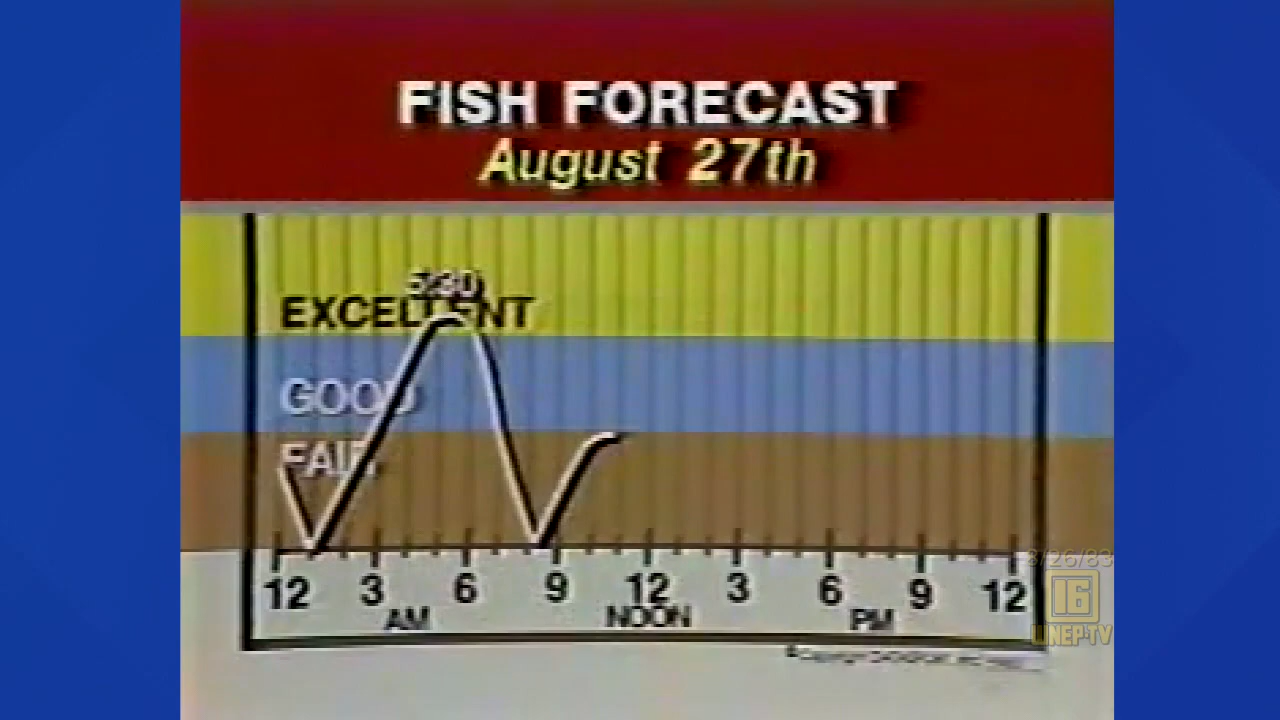 FISH FORECAST
August 27th
5:30
EXCELLENT
GOOD
FAIR
12 3 6 9 12 3 6 9 12
AM NOON PM
8/26/83
16
WNEP-TV